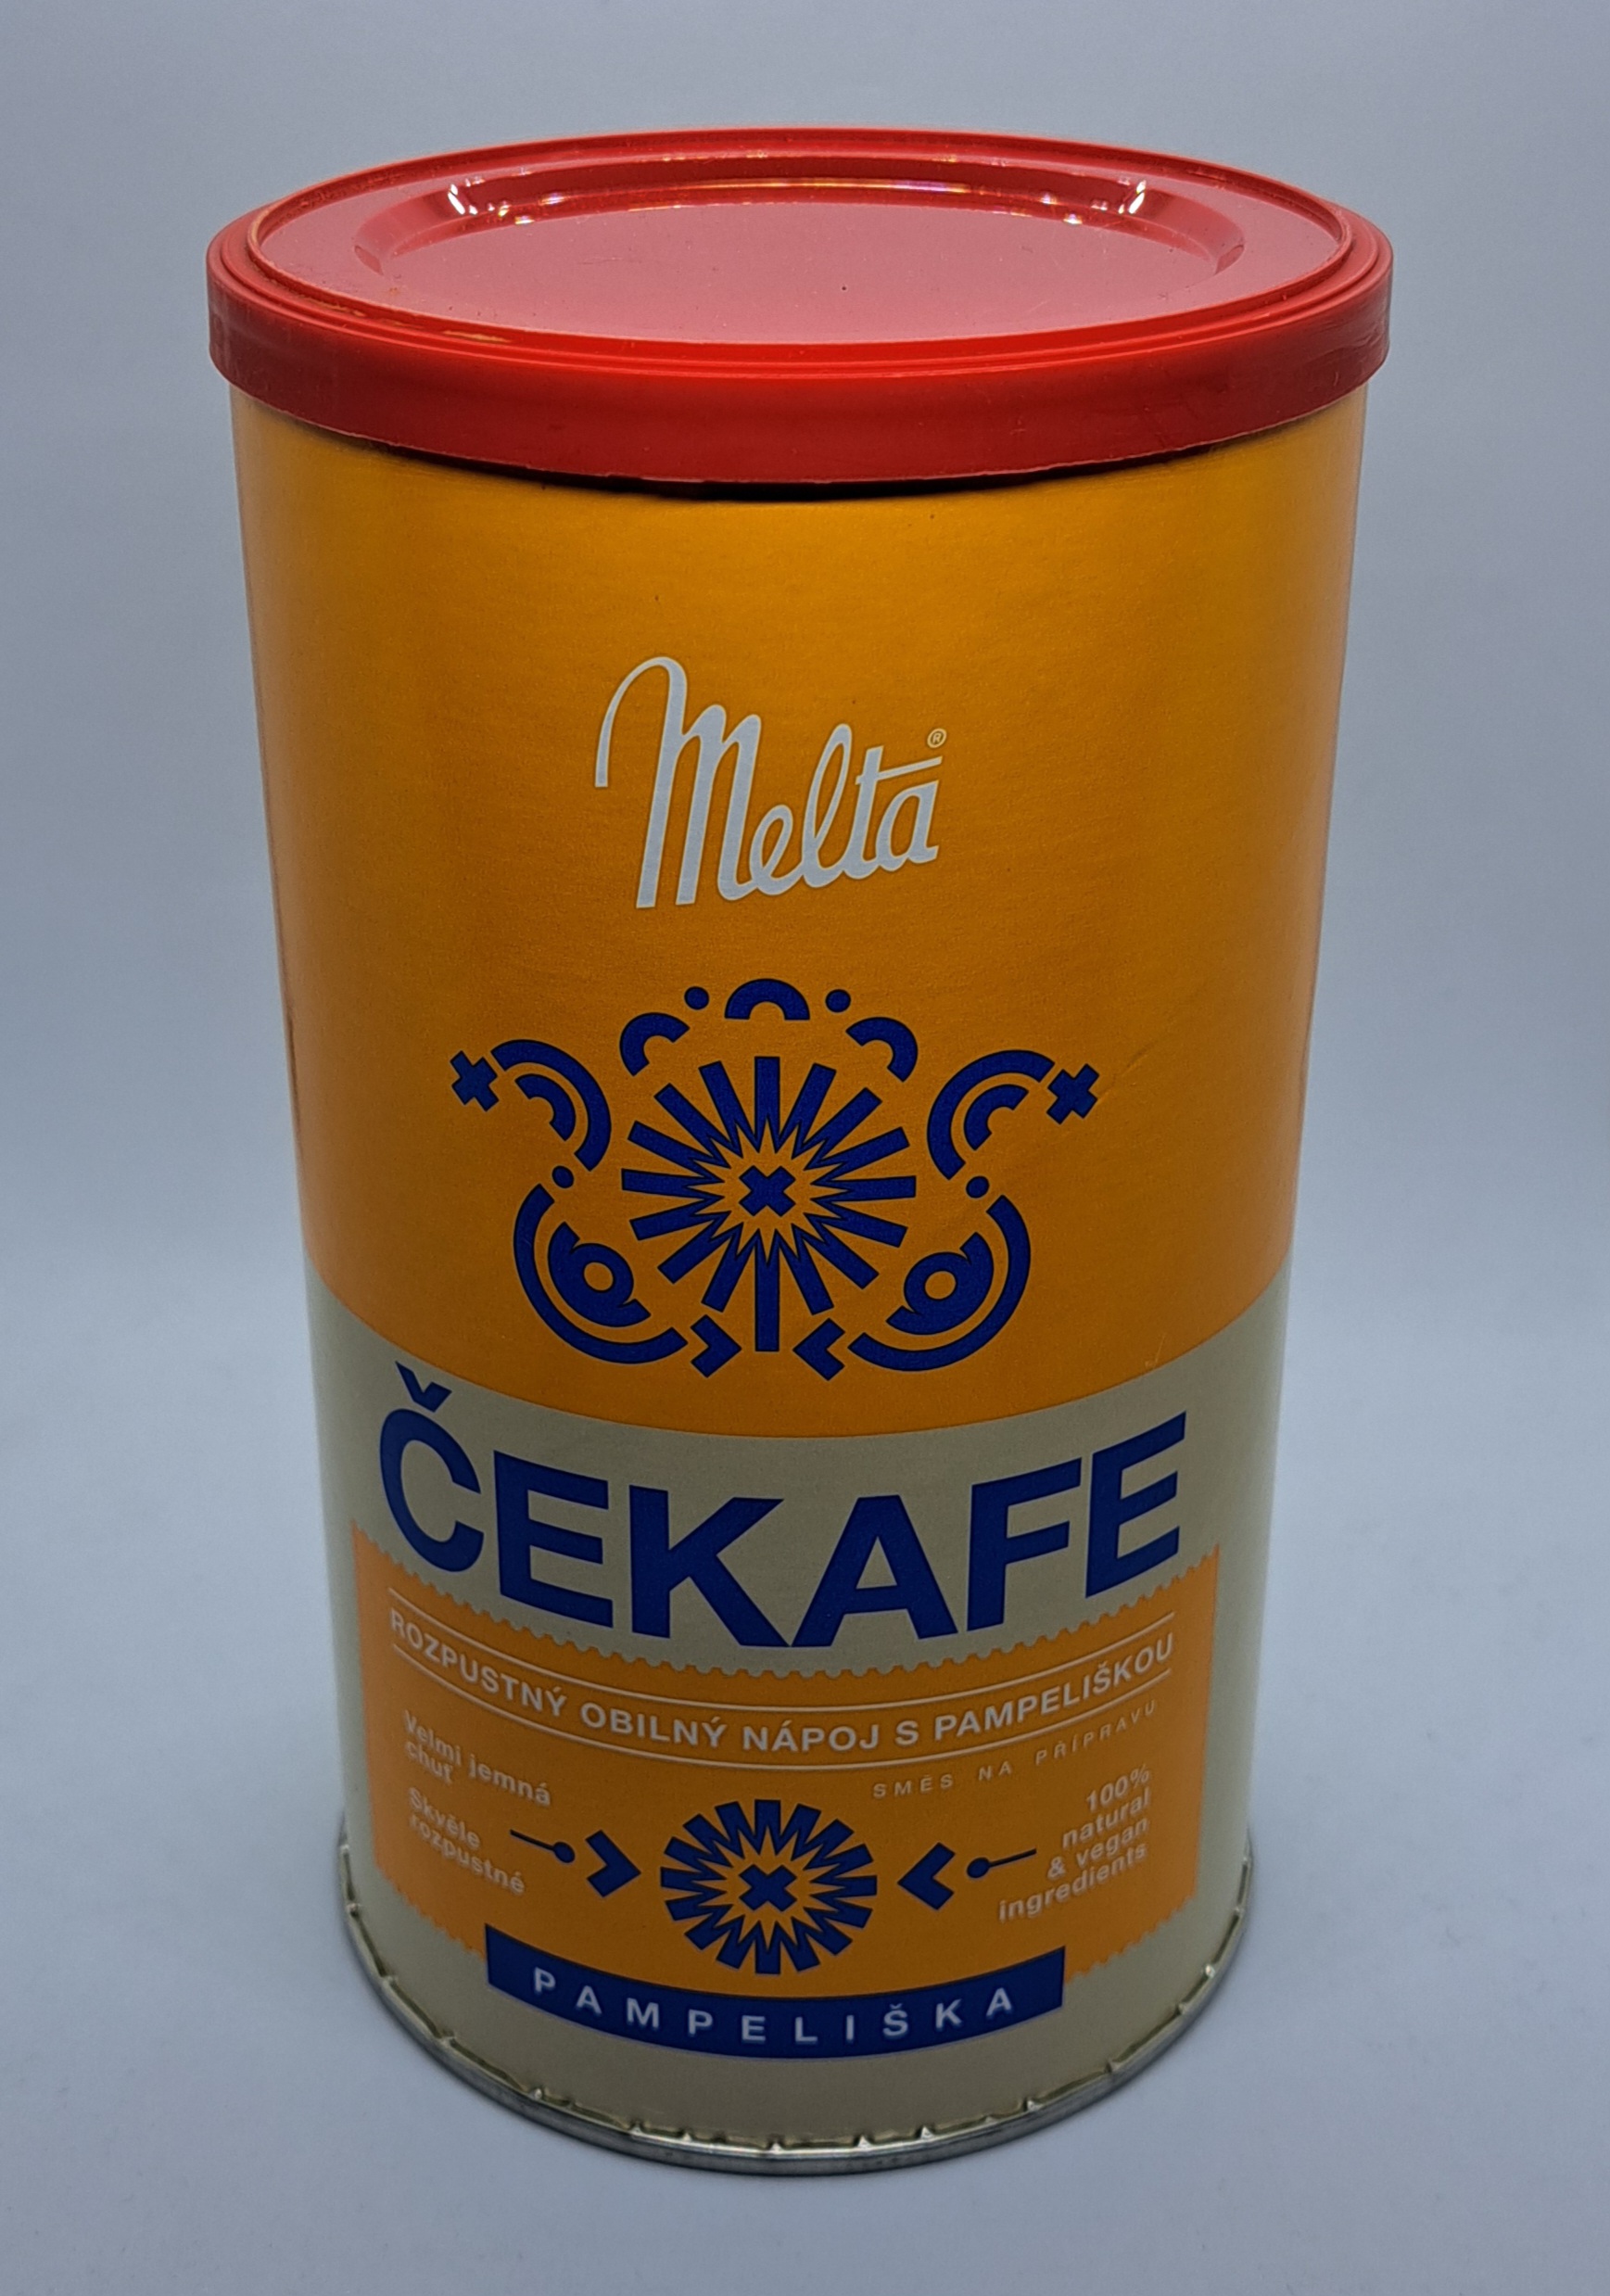 Melta®
ČEKAFE
ROZPUSTNÝ OBILNÝ NÁPOJ S PAMPELIŠKOU
SMĚS NA PŘÍPRAVU
Velmi jemná
chuť
Skvěle
rozpustné
100%
natural
& vegan
ingredients
PAMPELIŠKA